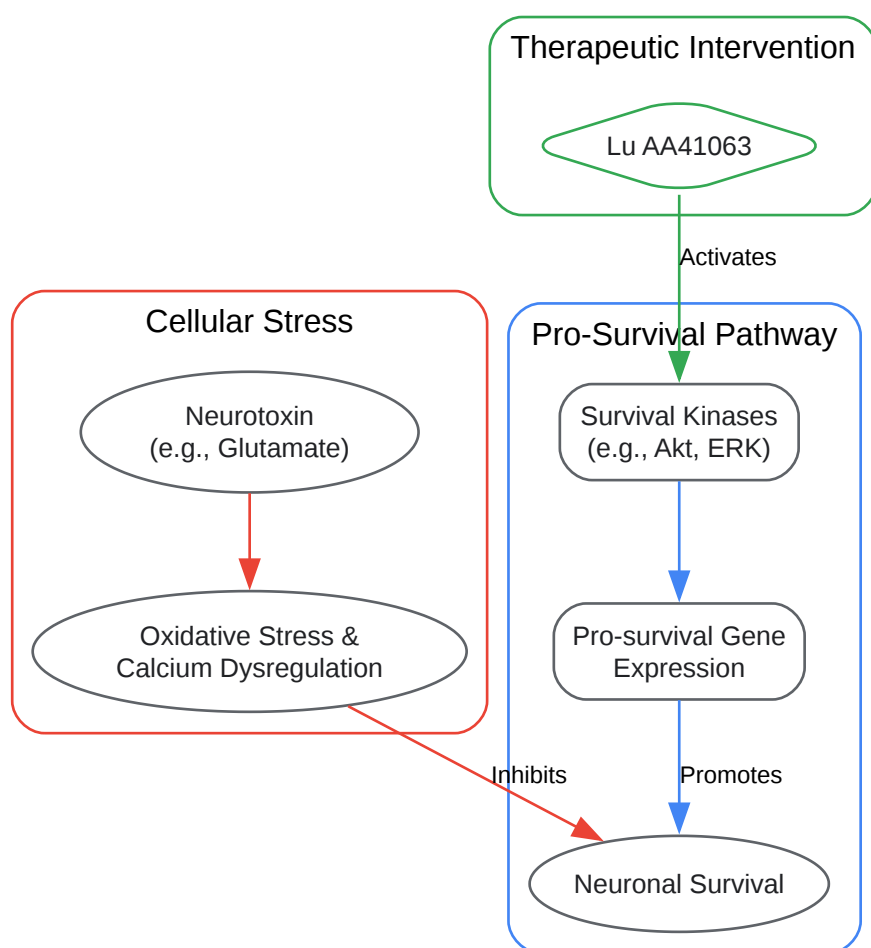 Therapeutic Intervention
Lu AA41063
Activates
Cellular Stress
Neurotoxin
(e.g., Glutamate)
Oxidative Stress &
Calcium Dysregulation
Inhibits
Pro-Survival Pathway
Survival Kinases
(e.g., Akt, ERK)
Pro-survival Gene
Expression
Promotes
Neuronal Survival